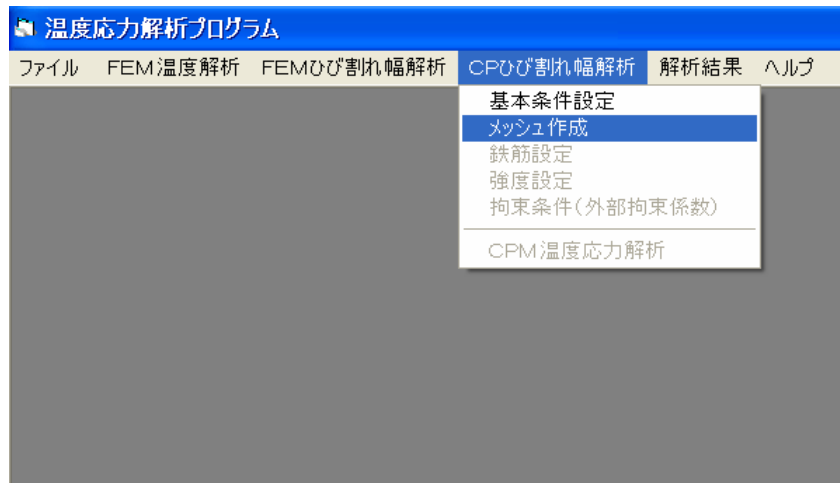 温度応力解析プログラム
ファイル FEM温度解析 FEMひび割れ幅解析 CPひび割れ幅解析 解析結果 ヘルプ
基本条件設定
メッシュ作成
鉄筋設定
強度設定
拘束条件(外部拘束係数)
CPM温度応力解析